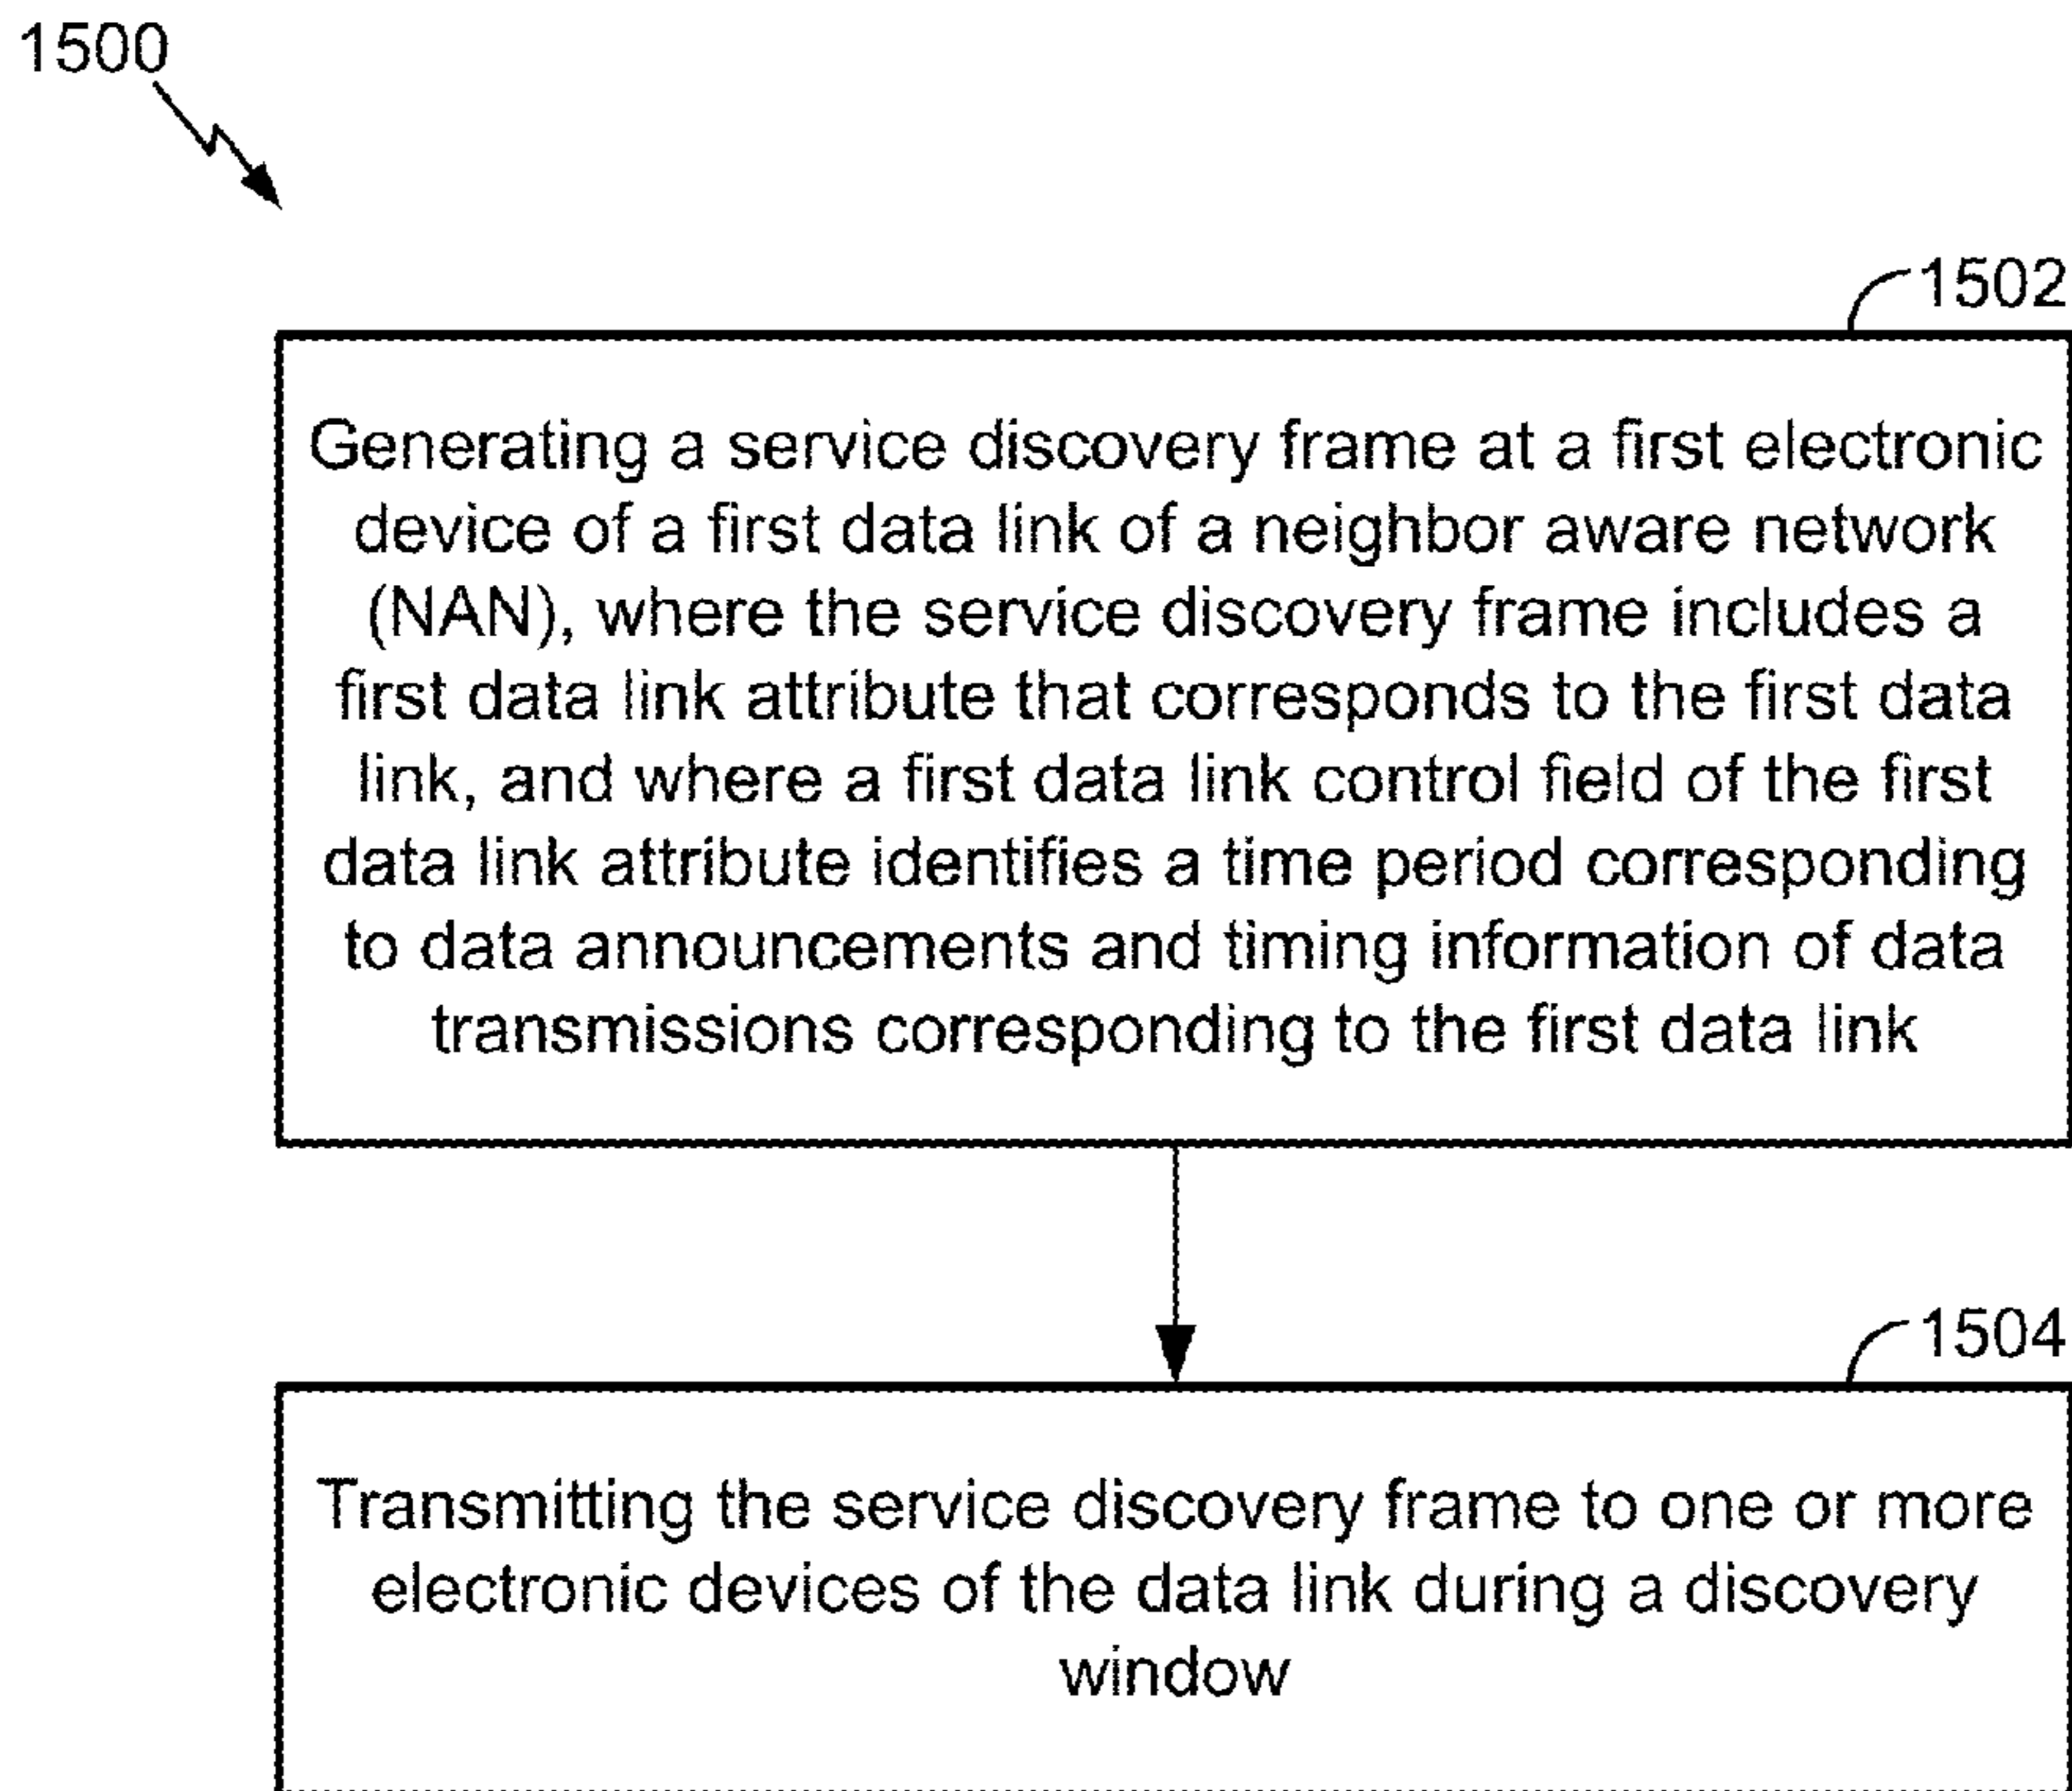 1500
1502
Generating a service discovery frame at a first electronic
device of a first data link of a neighbor aware network
(NAN), where the service discovery frame includes a
first data link attribute that corresponds to the first data
link, and where a first data link control field of the first
data link attribute identifies a time period corresponding
to data announcements and timing information of data
transmissions corresponding to the first data link
1504
Transmitting the service discovery frame to one or more
electronic devices of the data link during a discovery
window